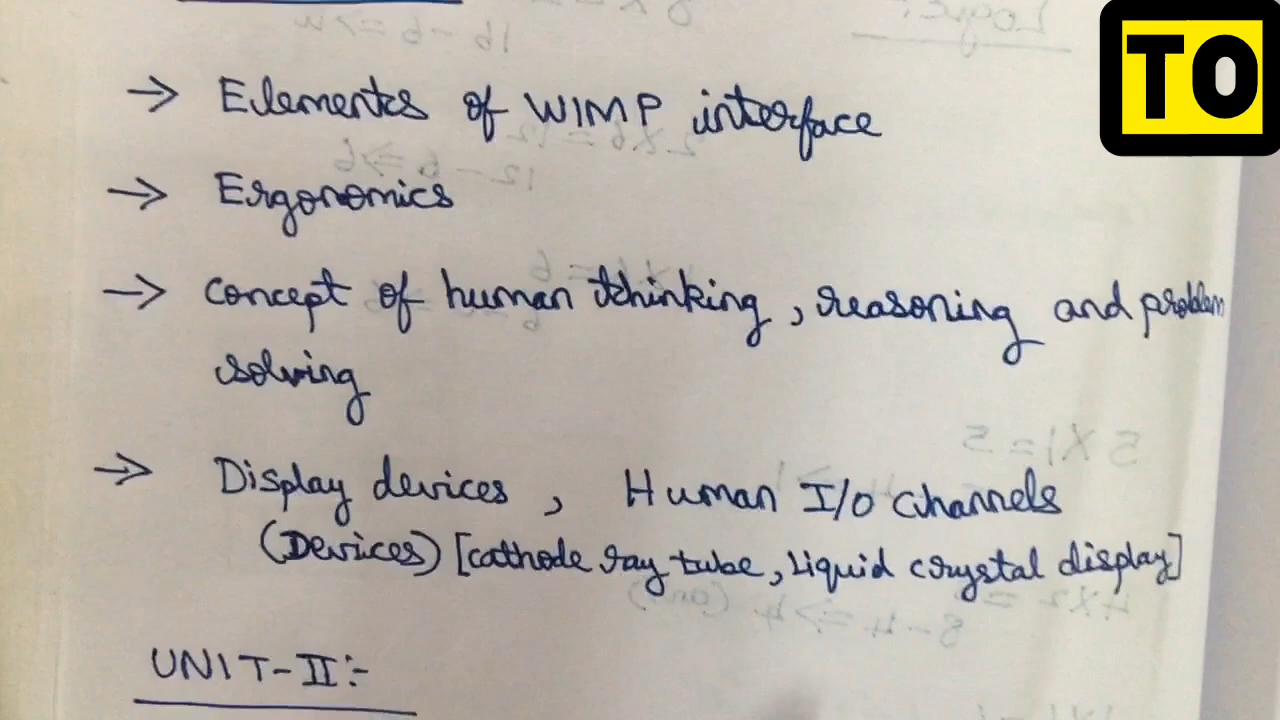 TO
→ Elements of WIMP interface
→ Ergonomics
→ concept of human thinking, reasoning and problem
solving
→ Display devices, Human I/O channels
(Devices) [cathode ray tube, Liquid crystal display]
UNIT-II:-